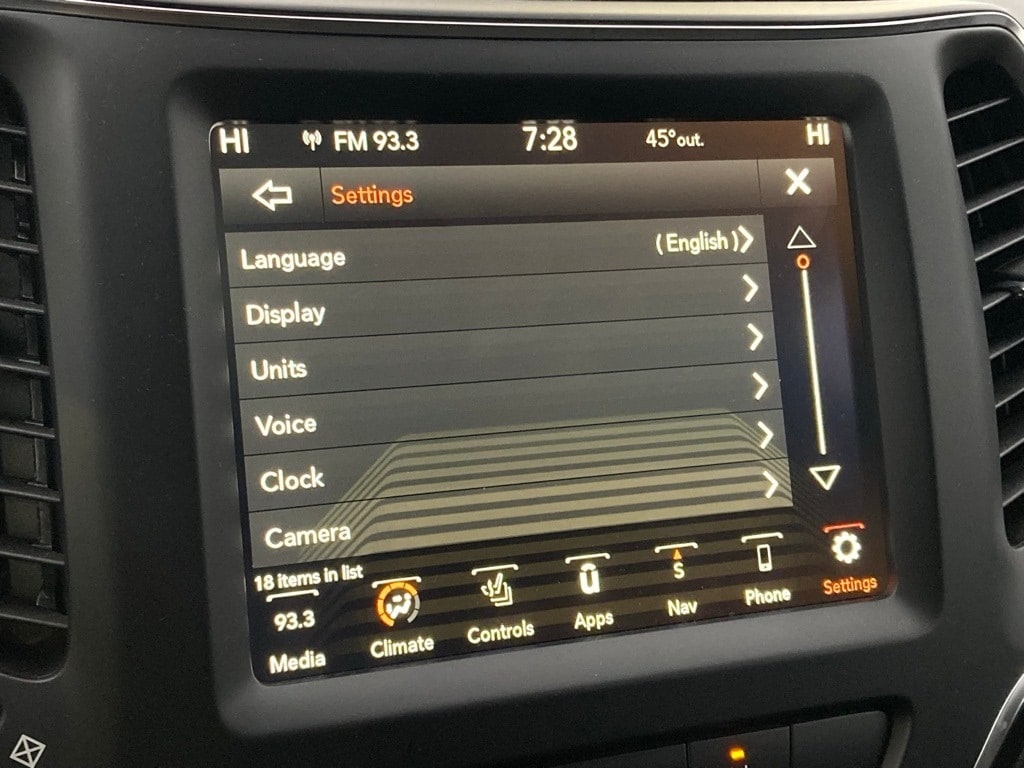 HI FM 93.3 7:28 45° out. HI
Settings
Language (English)
Display
Units
Voice
Clock
Camera
18 items in list
93.3 S
Media Climate Controls Apps Nav Phone Settings